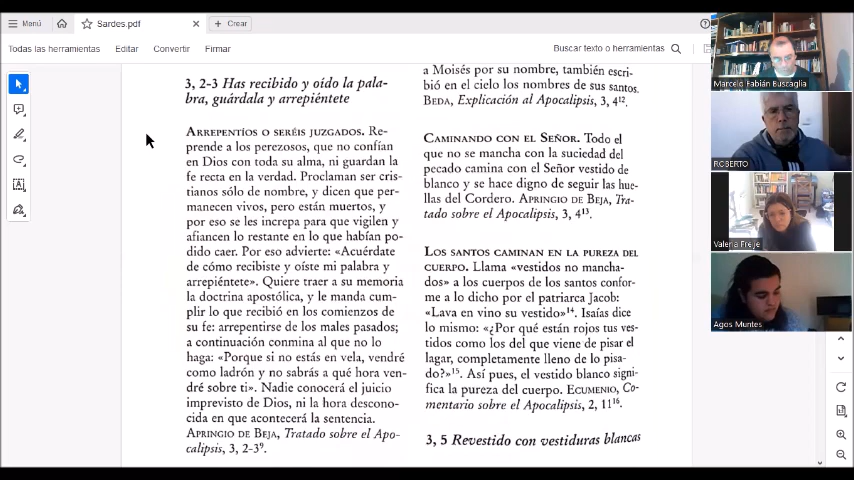 Menú
Sardes.pdf
Crear
Todas las herramientas
Editar
Convertir
Firmar
Buscar texto o herramientas
3, 2-3 Has recibido y oído la pala-
bra, guárdala y arrepiéntete
ARREPENTÍOS O SERÉIS JUZGADOS. Re-
prende a los perezosos, que no confían
en Dios con toda su alma, ni guardan la
fe recta en la verdad. Proclaman ser cris-
tianos sólo de nombre, y dicen que per-
manecen vivos, pero están muertos, y
por eso se les increpa para que vigilen y
afiancen lo restante en lo que habían po-
dido caer. Por eso advierte: «Acuérdate
de cómo recibiste y oíste mi palabra y
arrepiéntete». Quiere traer a su memoria
la doctrina apostólica, y le manda cum-
plir lo que recibió en los comienzos de
su fe: arrepentirse de los males pasados;
a continuación conmina al que no lo
haga: «Porque si no estás en vela, vendré
como ladrón y no sabrás a qué hora ven-
dré sobre ti». Nadie conocerá el juicio
imprevisto de Dios, ni la hora descono-
cida en que acontecerá la sentencia.
APRINGIO DE BEJA, Tratado sobre el Apo-
calipsis, 3, 2-3⁹.
a Moisés por su nombre, también escri-
bió en el cielo los nombres de sus santos.
BEDA, Explicación al Apocalipsis, 3, 4¹².
CAMINANDO CON EL SEÑOR. Todo el
que no se mancha con la suciedad del
pecado camina con el Señor vestido de
blanco y se hace digno de seguir las hue-
llas del Cordero. APRINGIO DE BEJA, Tra-
tado sobre el Apocalipsis, 3, 4¹³.
LOS SANTOS CAMINAN EN LA PUREZA DEL
CUERPO. Llama «vestidos no mancha-
dos» a los cuerpos de los santos confor-
me a lo dicho por el patriarca Jacob:
«Lava en vino su vestido»¹⁴. Isaías dice
lo mismo: «¿Por qué están rojos tus ves-
tidos como los del que viene de pisar el
lagar, completamente lleno de lo pisa-
do?»¹⁵. Así pues, el vestido blanco signi-
fica la pureza del cuerpo. ECUMENIO, Co-
mentario sobre el Apocalipsis, 2, 11¹⁶.
3, 5 Revestido con vestiduras blancas
Marcelo Fabián Buscaglia
ROBERTO
Valeria Freije
Agos Muntes